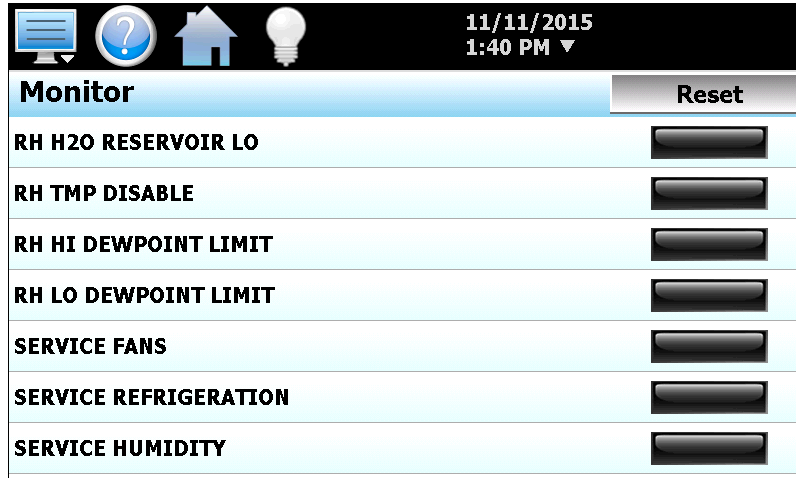 11/11/2015
1:40 PM ▼
Monitor
Reset
RH H2O RESERVOIR LO
RH TMP DISABLE
RH HI DEWPOINT LIMIT
RH LO DEWPOINT LIMIT
SERVICE FANS
SERVICE REFRIGERATION
SERVICE HUMIDITY